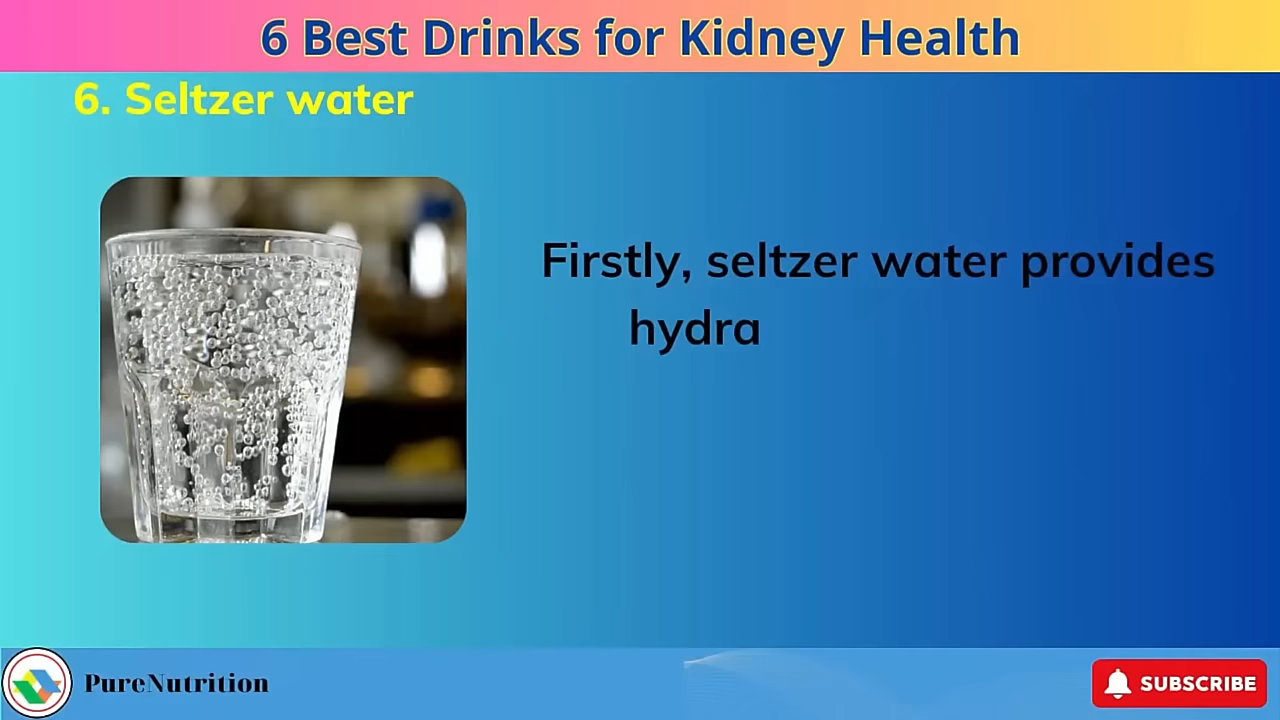 6 Best Drinks for Kidney Health
6. Seltzer water
Firstly, seltzer water provides
hydra
PureNutrition
SUBSCRIBE